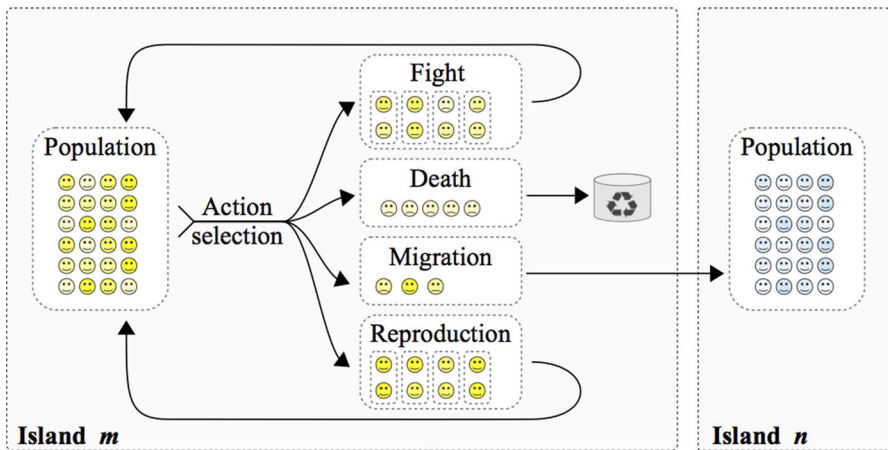 Fight
Population
Death
Action
selection
Migration
Reproduction
Island m
Population
Island n